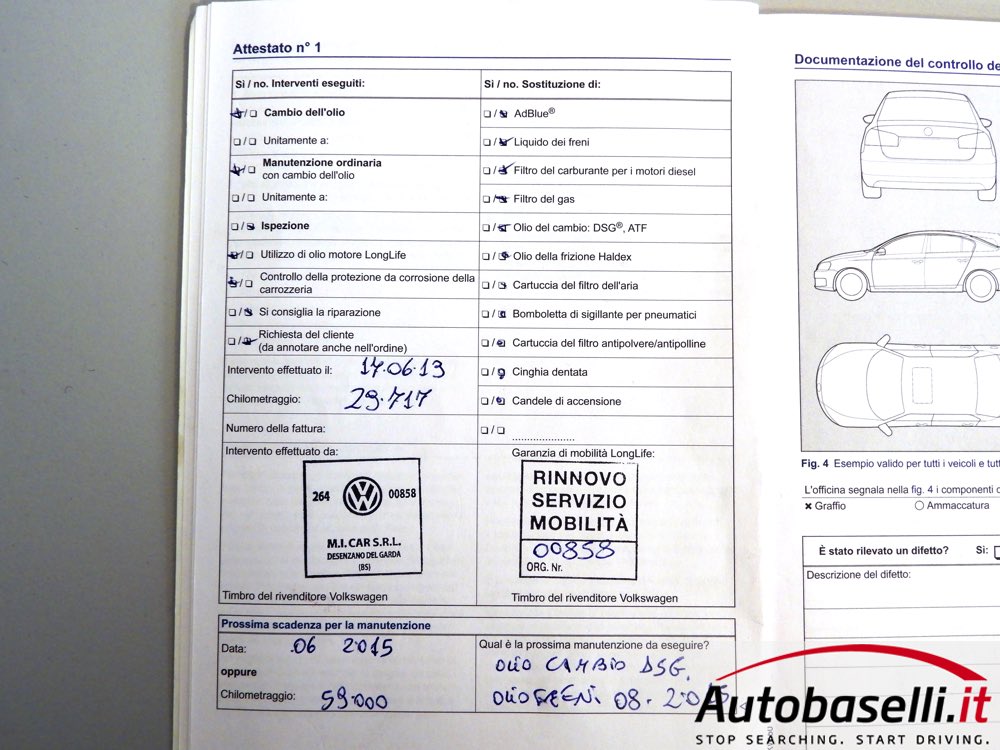 Attestato n° 1
Sì / no. Interventi eseguiti:
Cambio dell'olio
Unitamente a:
Manutenzione ordinaria
con cambio dell'olio
Unitamente a:
Ispezione
Utilizzo di olio motore LongLife
Controllo della protezione da corrosione della
carrozzeria
Si consiglia la riparazione
Richiesta del cliente
(da annotare anche nell'ordine)
Intervento effettuato il: 17.06.13
Chilometraggio: 29.717
Numero della fattura:
Sì / no. Sostituzione di:
AdBlue®
Liquido dei freni
Filtro del carburante per i motori diesel
Filtro del gas
Olio del cambio: DSG®, ATF
Olio della frizione Haldex
Cartuccia del filtro dell'aria
Bomboletta di sigillante per pneumatici
Cartuccia del filtro antipolvere/antipolline
Cinghia dentata
Candele di accensione
Intervento effettuato da:
264 00858
M.I. CAR S.R.L.
DESENZANO DEL GARDA
(BS)
Timbro del rivenditore Volkswagen
Garanzia di mobilità LongLife:
RINNOVO
SERVIZIO
MOBILITÀ
00858
ORG. Nr.
Timbro del rivenditore Volkswagen
Prossima scadenza per la manutenzione
Data: 06 2015
oppure
Chilometraggio: 59.000
Qual è la prossima manutenzione da eseguire?
OLIO CAMBIO DSG.
OLIO FRENI. 08-2015
Documentazione del controllo de
Fig. 4 Esempio valido per tutti i veicoli e tutt
L'officina segnala nella fig. 4 i componenti
Graffio
Ammaccatura
È stato rilevato un difetto? Sì:
Descrizione del difetto:
Autobaselli.it
STOP SEARCHING. START DRIVING.